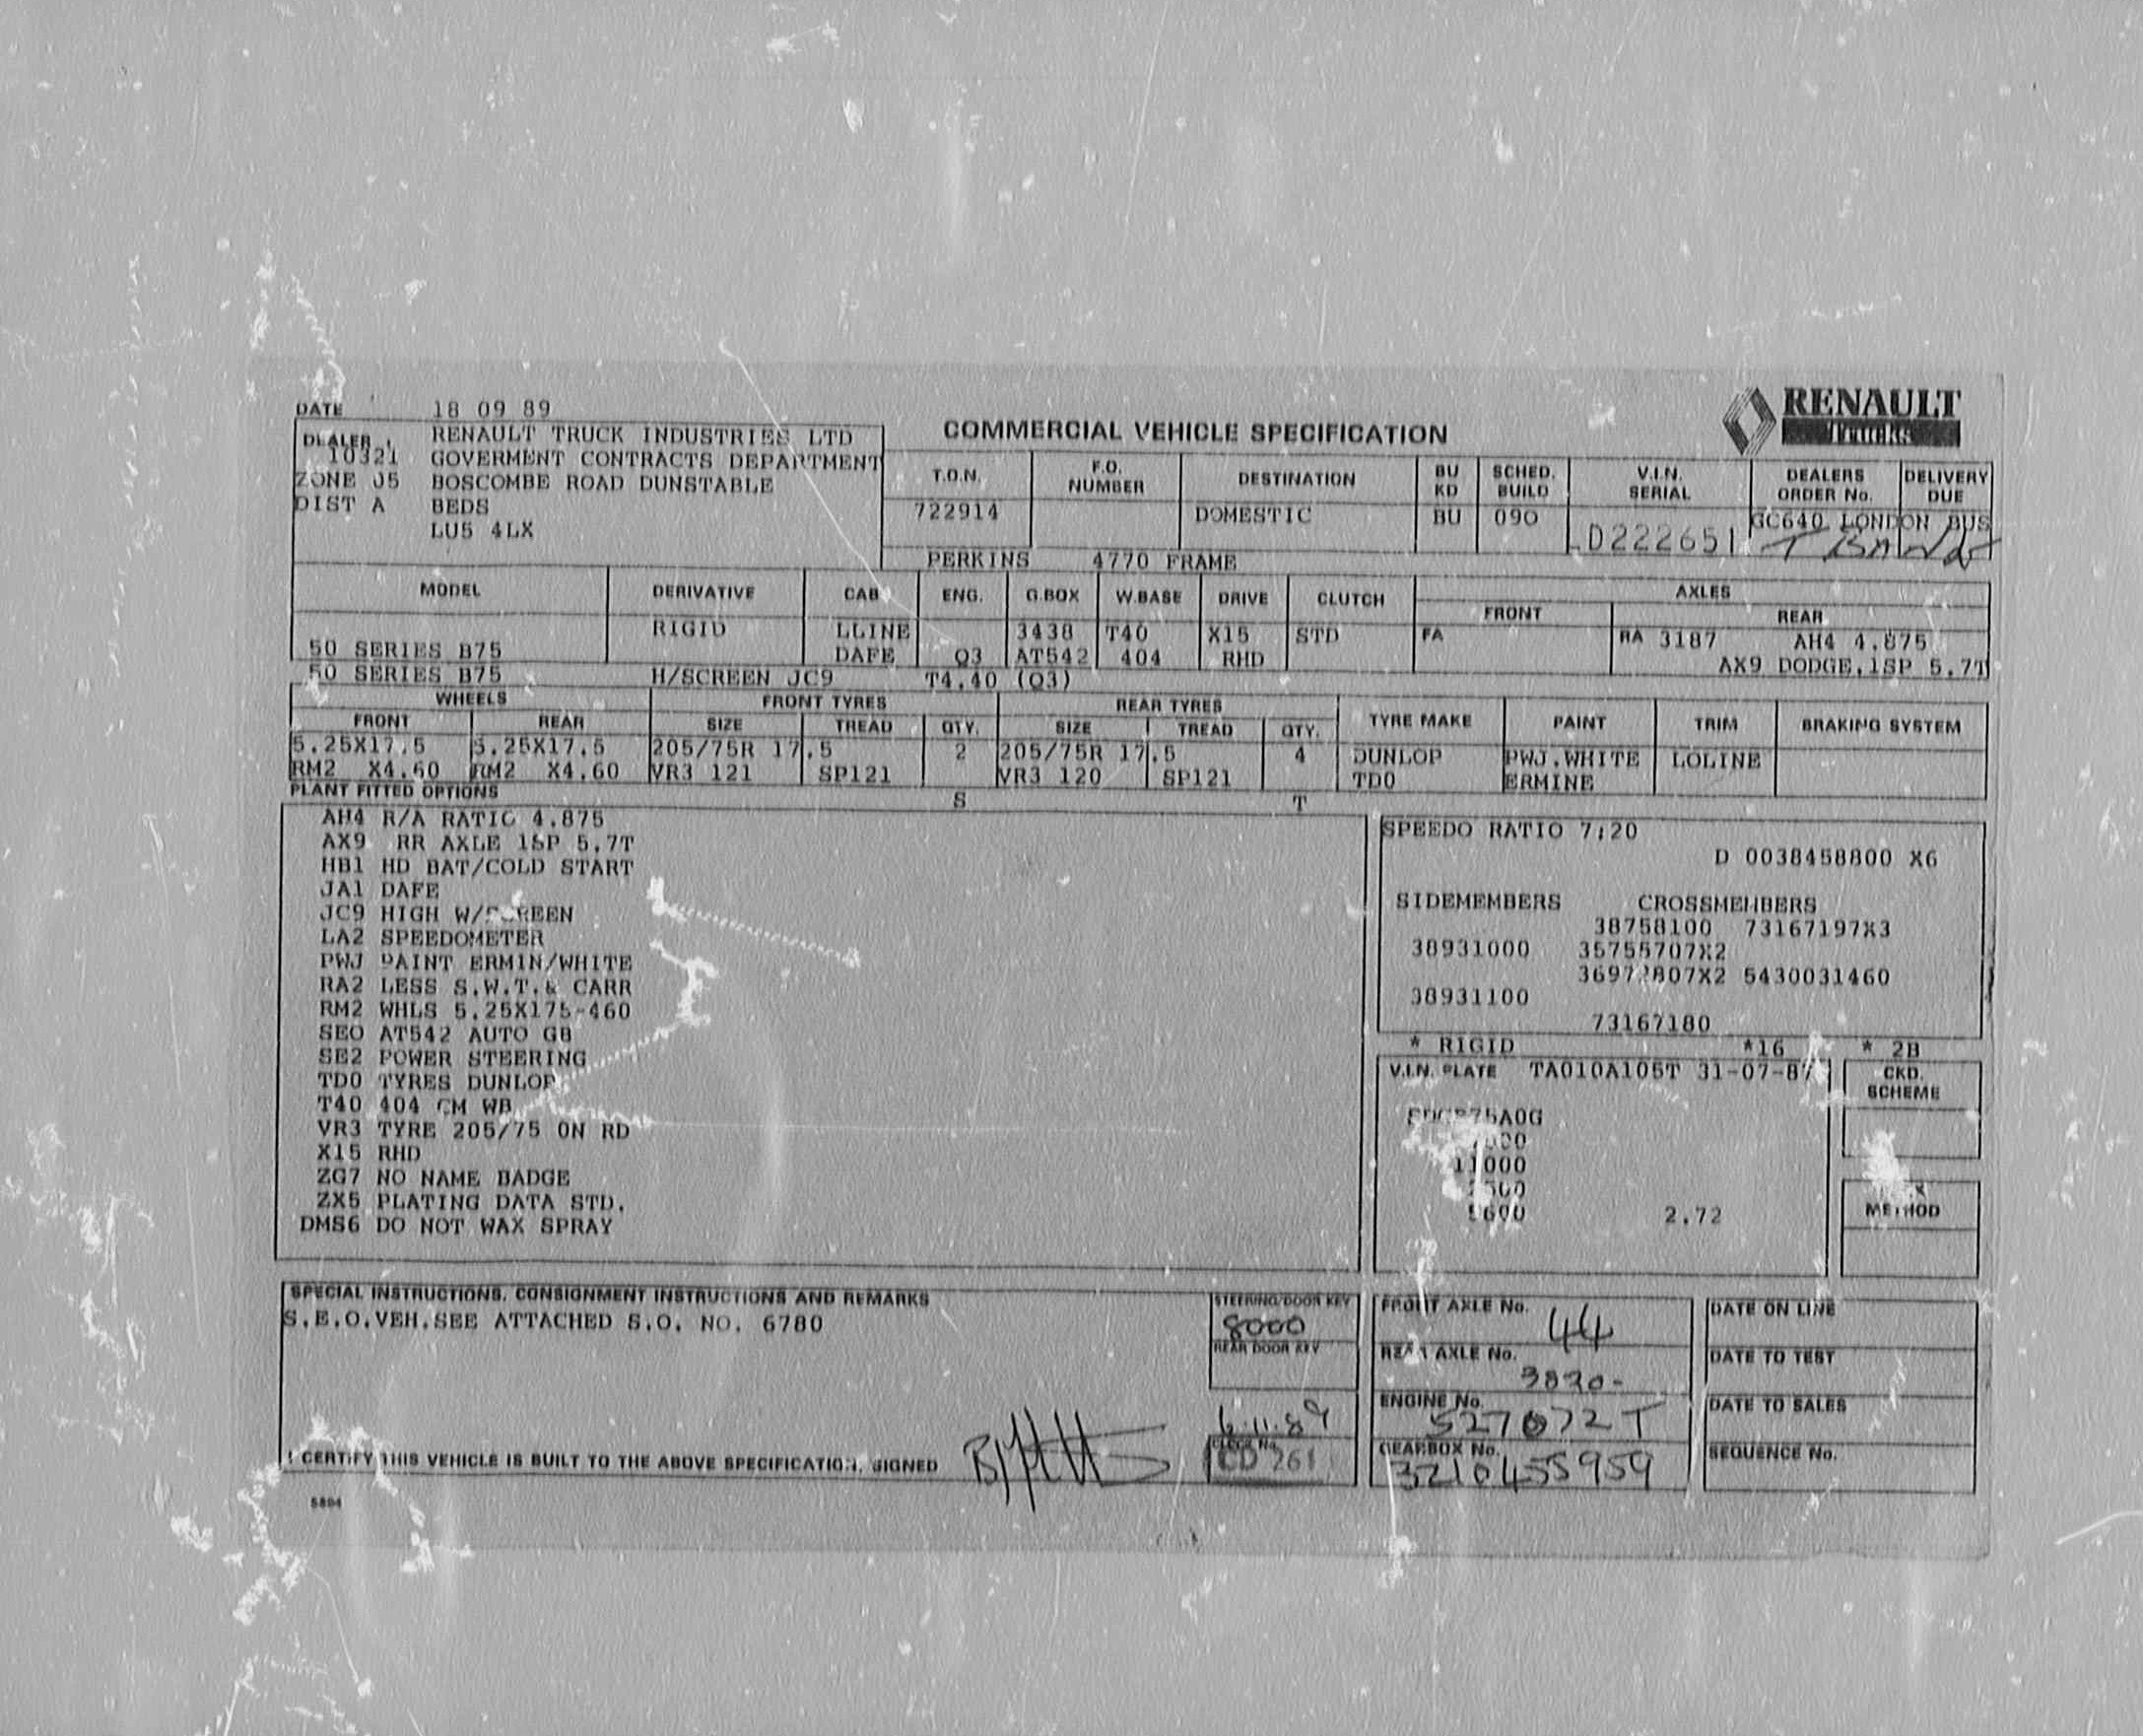 DATE 18 09 89
RENAULT
Trucks
COMMERCIAL VEHICLE SPECIFICATION
DEALER RENAULT TRUCK INDUSTRIES LTD
10321 GOVERMENT CONTRACTS DEPARTMENT
ZONE 05 BOSCOMBE ROAD DUNSTABLE
DIST A BEDS
LU5 4LX
T.O.N. F.O. NUMBER DESTINATION BU KD SCHED. BUILD V.I.N. SERIAL DEALERS ORDER No. DELIVERY DUE
722914 DOMESTIC BU 090 D222651 GC640 LONDON BUS
PERKINS 4770 FRAME
MODEL DERIVATIVE CAB ENG. G.BOX W.BASE DRIVE CLUTCH AXLES
FRONT REAR
RIGID LLINE 3438 T40 X15 STD FA RA 3187 AH4 4.875
50 SERIES B75 DAFE Q3 AT542 404 RHD AX9 DODGE,1SP 5.7T
50 SERIES B75 H/SCREEN JC9 T4.40 (Q3)
WHEELS FRONT TYRES REAR TYRES
FRONT REAR SIZE TREAD QTY. SIZE TREAD QTY. TYRE MAKE PAINT TRIM BRAKING SYSTEM
5.25X17.5 5.25X17.5 205/75R 17.5 2 205/75R 17.5 4 DUNLOP PWJ.WHITE LOLINE
RM2 X4.60 RM2 X4.60 VR3 121 SP121 VR3 120 SP121 TD0 ERMINE
PLANT FITTED OPTIONS S T
AH4 R/A RATIO 4.875
AX9 RR AXLE 1SP 5.7T
HB1 HD BAT/COLD START
JA1 DAFE
JC9 HIGH W/SCREEN
LA2 SPEEDOMETER
PWJ PAINT ERMIN/WHITE
RA2 LESS S.W.T.& CARR
RM2 WHLS 5.25X175-460
SE0 AT542 AUTO GB
SE2 POWER STEERING
TD0 TYRES DUNLOP
T40 404 CM WB
VR3 TYRE 205/75 ON RD
X15 RHD
ZG7 NO NAME BADGE
ZX5 PLATING DATA STD.
DMS6 DO NOT WAX SPRAY
SPEEDO RATIO 7:20
D 0038458800 X6
SIDEMEMBERS CROSSMEMBERS
38758100 73167197X3
38931000 35755707X2
5430031460
38931100
73167180
* RIGID *16 * 2B
V.I.N. PLATE TA010A105T 31-07-87
CKD. SCHEME
11000
2.72
METHOD
SPECIAL INSTRUCTIONS, CONSIGNMENT INSTRUCTIONS AND REMARKS
S.E.O.VEH.SEE ATTACHED S.O. NO. 6780
STEERING/DOOR KEY
8000
REAR DOOR KEY
6.11.89
CLOCK No.
CD 261
I CERTIFY THIS VEHICLE IS BUILT TO THE ABOVE SPECIFICATION, SIGNED
FRONT AXLE No. 44
REAR AXLE No.
3820-
ENGINE No.
527072T
GEARBOX No.
3210455959
DATE ON LINE
DATE TO TEST
DATE TO SALES
SEQUENCE No.
5894